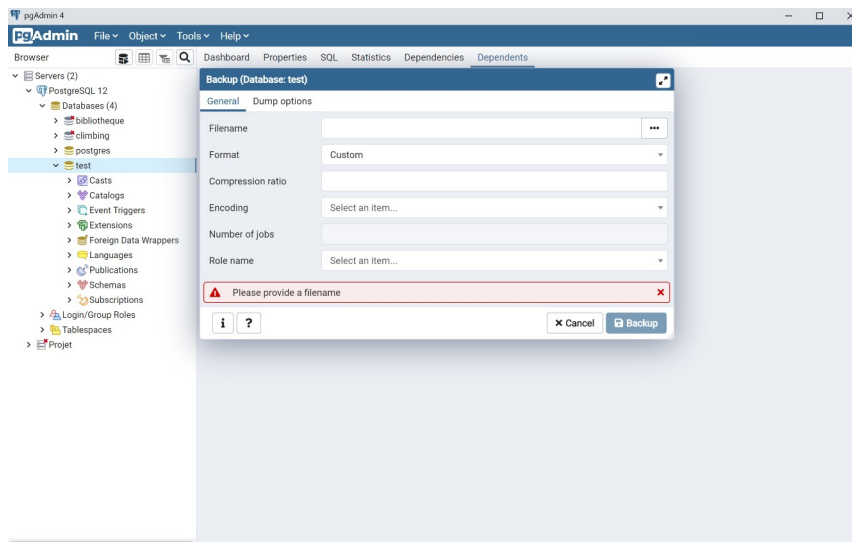 pgAdmin 4
pgAdmin File Object Tools Help
Browser
Dashboard Properties SQL Statistics Dependencies Dependents
Servers (2)
PostgreSQL 12
Databases (4)
bibliotheque
climbing
postgres
test
Casts
Catalogs
Event Triggers
Extensions
Foreign Data Wrappers
Languages
Publications
Schemas
Subscriptions
Login/Group Roles
Tablespaces
Projet
Backup (Database: test)
General Dump options
Filename
Format Custom
Compression ratio
Encoding Select an item...
Number of jobs
Role name Select an item...
Please provide a filename
i ? Cancel Backup